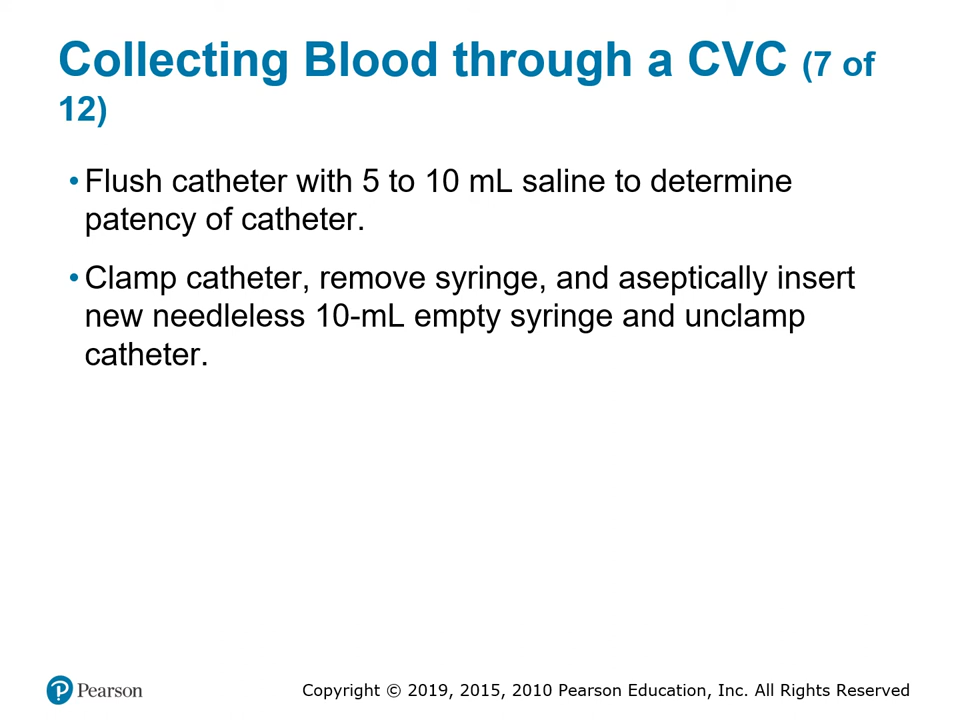 Collecting Blood through a CVC (7 of
12)
• Flush catheter with 5 to 10 mL saline to determine
patency of catheter.
• Clamp catheter, remove syringe, and aseptically insert
new needleless 10-mL empty syringe and unclamp
catheter.
P Pearson
Copyright © 2019, 2015, 2010 Pearson Education, Inc. All Rights Reserved